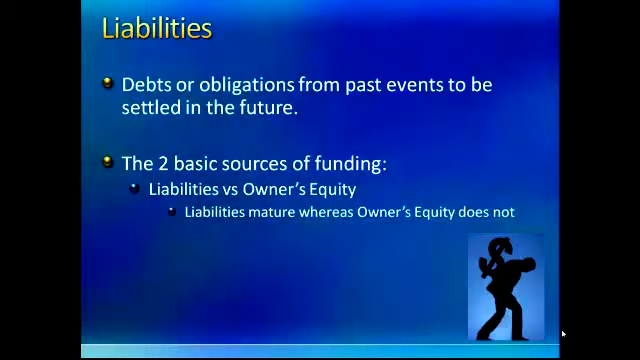 Liabilities
Debts or obligations from past events to be
settled in the future.
The 2 basic sources of funding:
Liabilities vs Owner's Equity
Liabilities mature whereas Owner's Equity does not